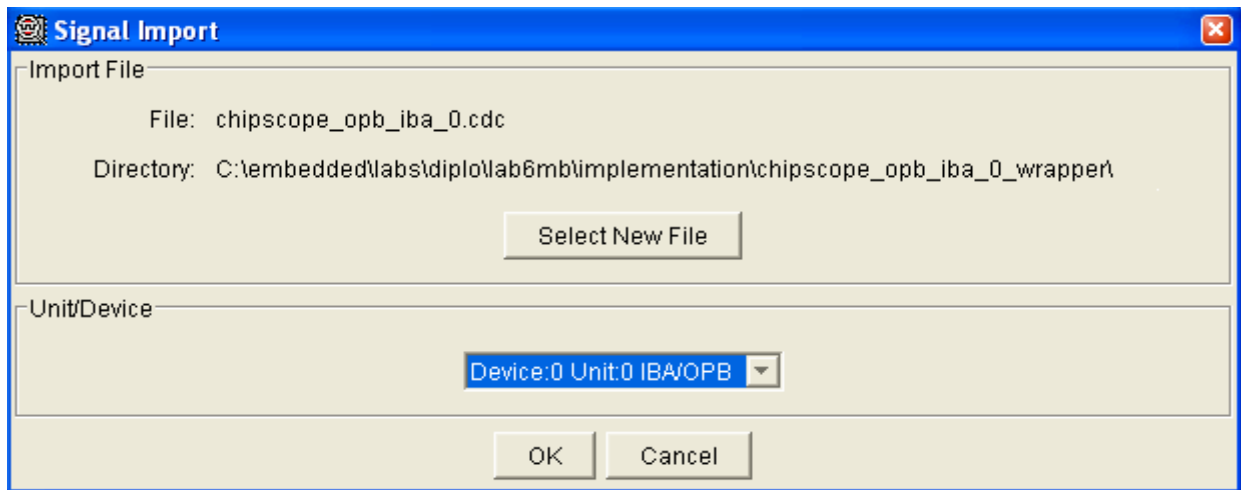 Signal Import
Import File
File: chipscope_opb_iba_0.cdc
Directory: C:\embedded\labs\diplo\lab6mb\implementation\chipscope_opb_iba_0_wrapper\
Select New File
Unit/Device
Device:0 Unit:0 IBA/OPB
OK Cancel